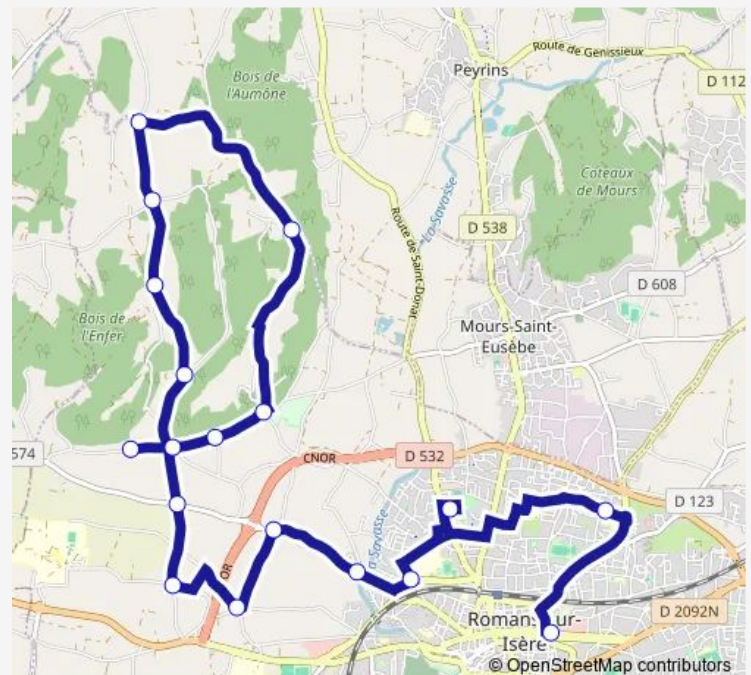 Route de Genissieux
Peyrins
D 112
Bois de
l'Aumône
Coteaux
de Mours
La Savasse
Route de Saint-Donat
D 538
D 608
Bois de
l'Enfer
Mours-Saint-
Eusèbe
574
CNOR
D 532
D 123
a-Savasse
OR
D 2092N
Romans-sur-
Isère
© OpenStreetMap contributors